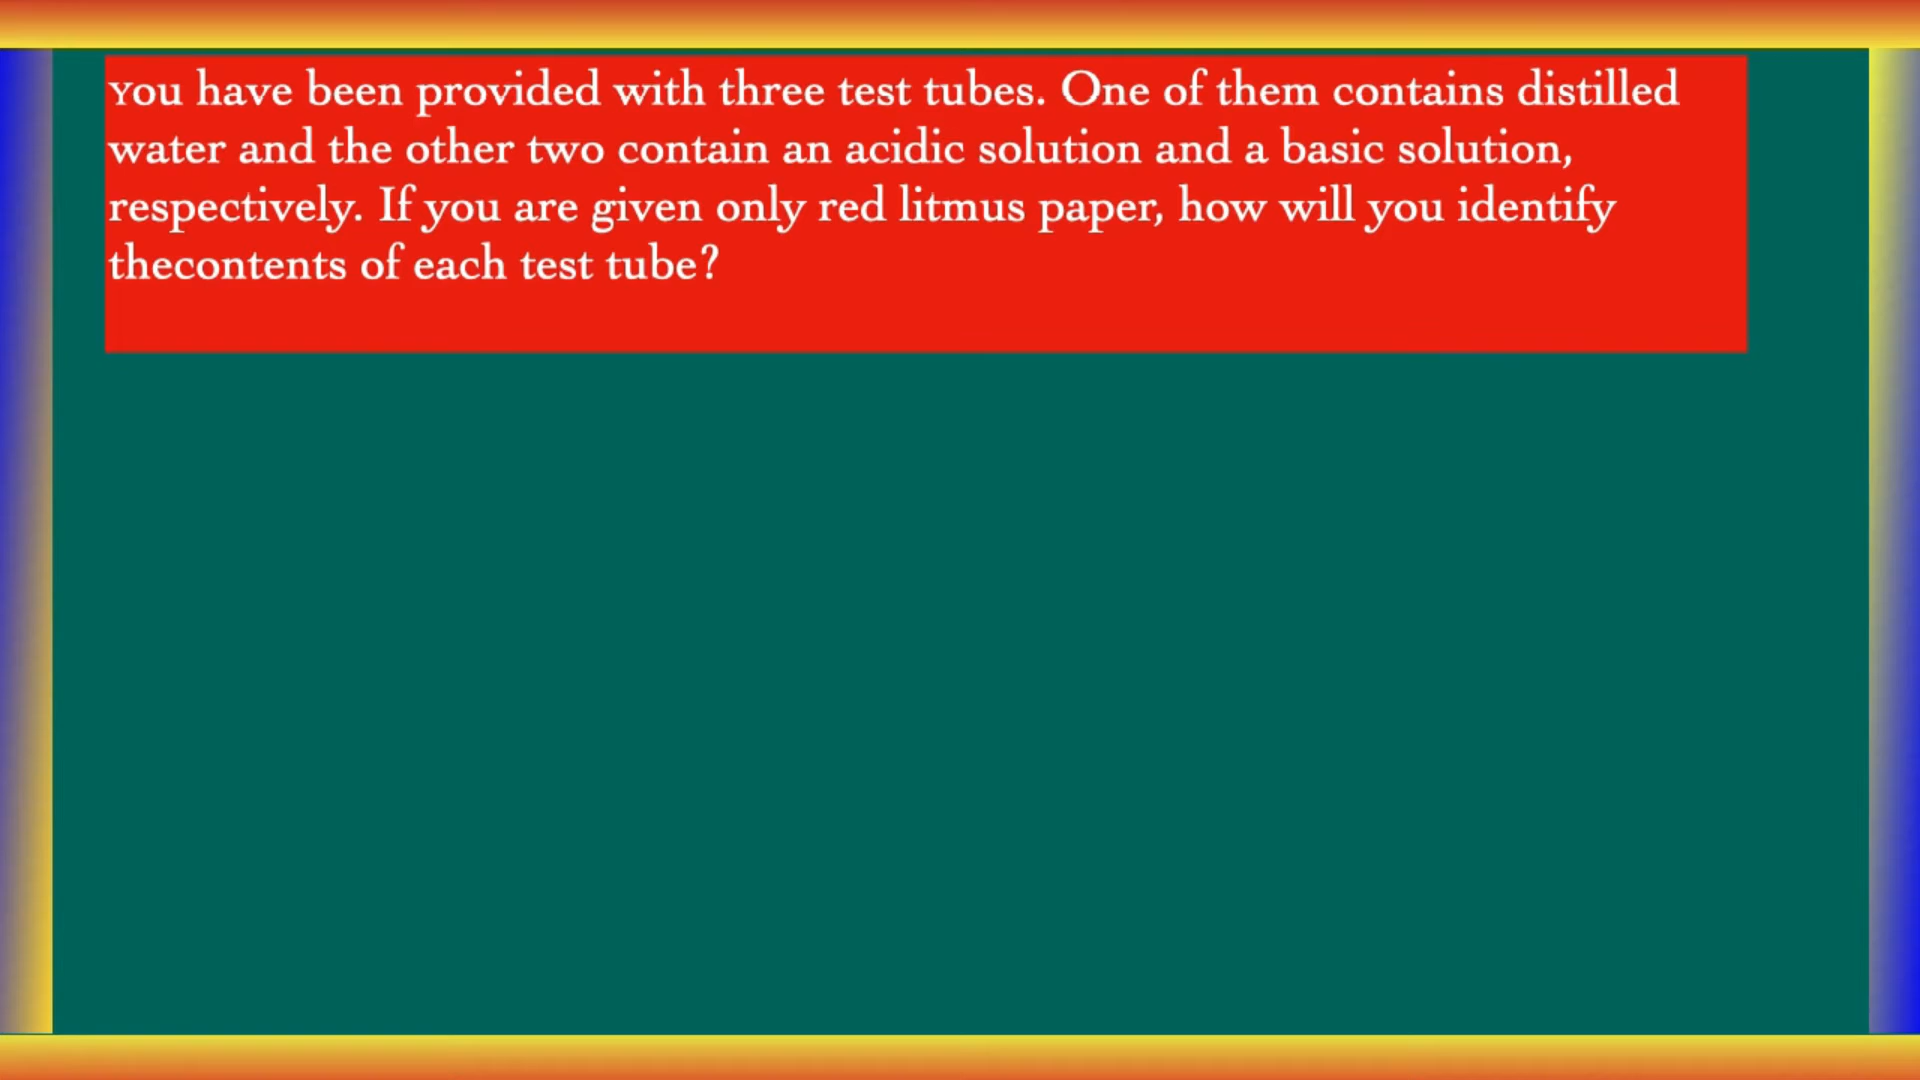 You have been provided with three test tubes. One of them contains distilled
water and the other two contain an acidic solution and a basic solution,
respectively. If you are given only red litmus paper, how will you identify
thecontents of each test tube?